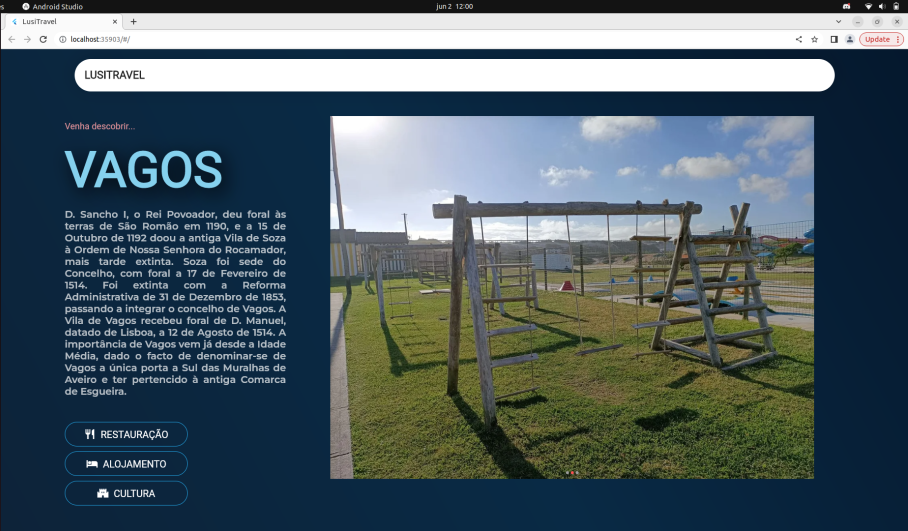 Android Studio
jun 2 12:00
LusiTravel
localhost:35903/#/
Update
LUSITRAVEL
Venha descobrir...
VAGOS
D. Sancho I, o Rei Povoador, deu foral às
terras de São Romão em 1190, e a 15 de
Outubro de 1192 doou a antiga Vila de Soza
à Ordem de Nossa Senhora do Rocamador,
mais tarde extinta. Soza foi sede do
Concelho, com foral a 17 de Fevereiro de
1514. Foi extinta com a Reforma
Administrativa de 31 de Dezembro de 1853,
passando a integrar o concelho de Vagos. A
Vila de Vagos recebeu foral de D. Manuel,
datado de Lisboa, a 12 de Agosto de 1514. A
importância de Vagos vem já desde a Idade
Média, dado o facto de denominar-se de
Vagos a única porta a Sul das Muralhas de
Aveiro e ter pertencido à antiga Comarca
de Esgueira.
RESTAURAÇÃO
ALOJAMENTO
CULTURA